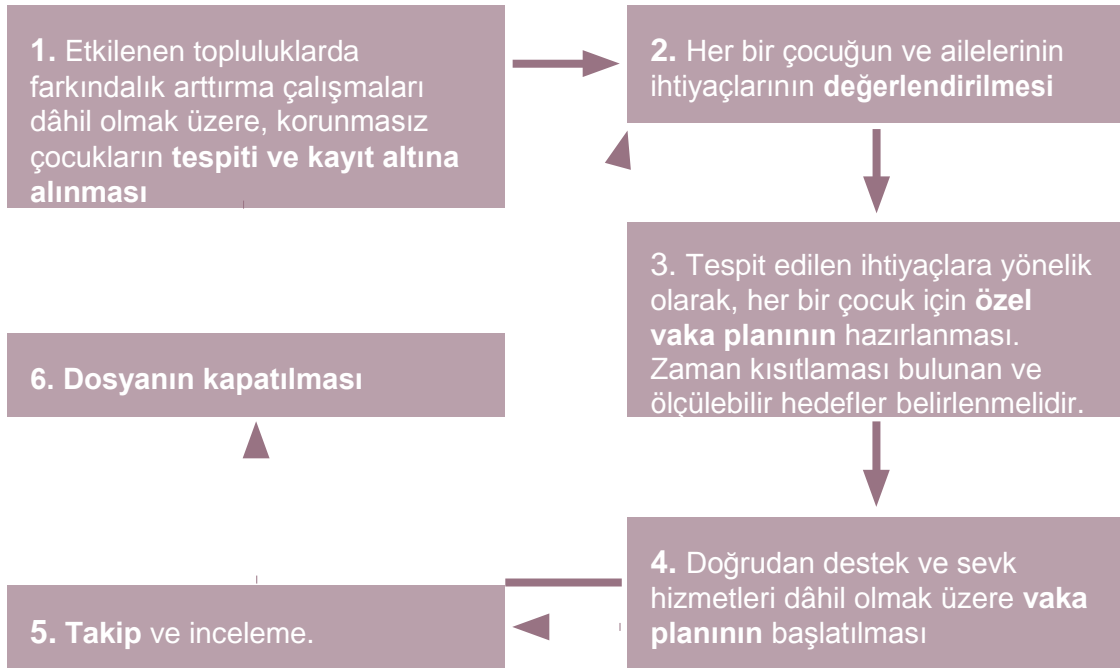 1. Etkilenen topluluklarda
farkındalık arttırma çalışmaları
dâhil olmak üzere, korunmasız
çocukların tespiti ve kayıt altına
alınması
2. Her bir çocuğun ve ailelerinin
ihtiyaçlarının değerlendirilmesi
3. Tespit edilen ihtiyaçlara yönelik
olarak, her bir çocuk için özel
vaka planının hazırlanması.
Zaman kısıtlaması bulunan ve
ölçülebilir hedefler belirlenmelidir.
4. Doğrudan destek ve sevk
hizmetleri dâhil olmak üzere vaka
planının başlatılması
5. Takip ve inceleme.
6. Dosyanın kapatılması